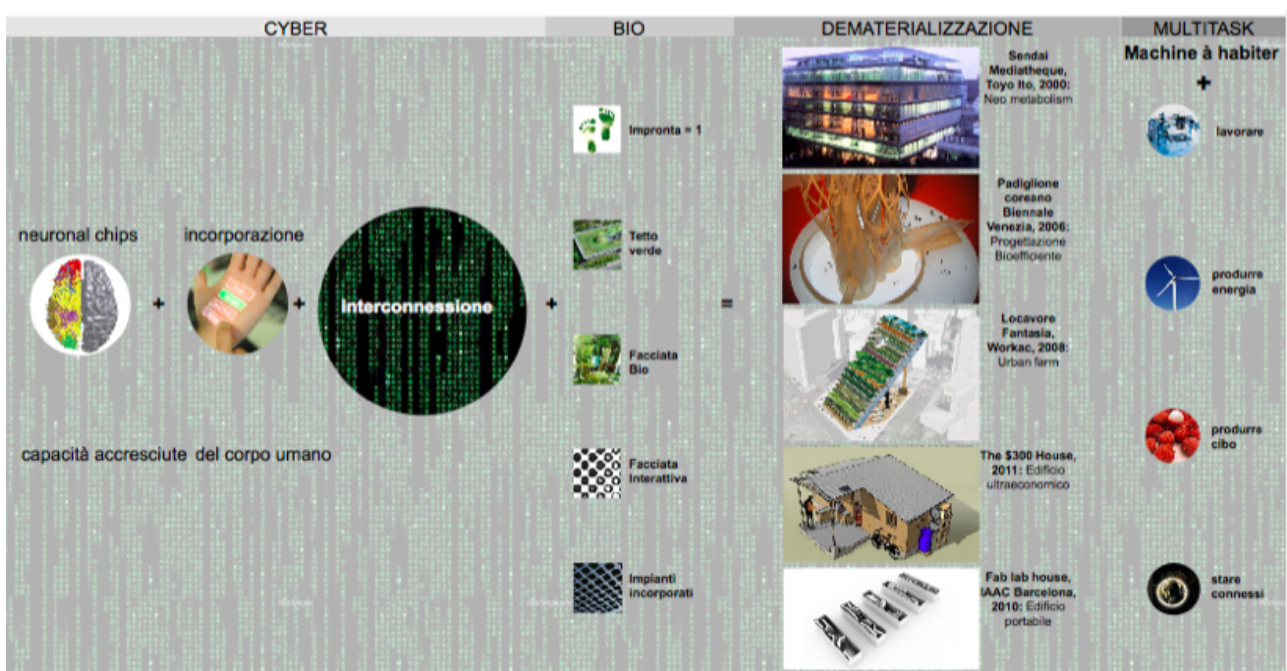 CYBER
BIO
DEMATERIALIZZAZIONE
MULTITASK
neuronal chips
+
incorporazione
+
interconnessione
+
capacità accresciute del corpo umano
Impronta = 1
Tetto
verde
Facciata
Bio
Facciata
Interattiva
Impianti
incorporati
=
Sendai
Mediatheque,
Toyo Ito, 2000:
Neo metabolism
Padiglione
coreano
Biennale
Venezia, 2006:
Progettazione
Bioefficiente
Locavore
Fantasia,
Workac, 2008:
Urban farm
The $300 House,
2011: Edificio
ultraeconomico
Fab lab house,
IAAC Barcelona,
2010: Edificio
portabile
Machine à habiter
+
lavorare
produrre
energia
produrre
cibo
stare
connessi